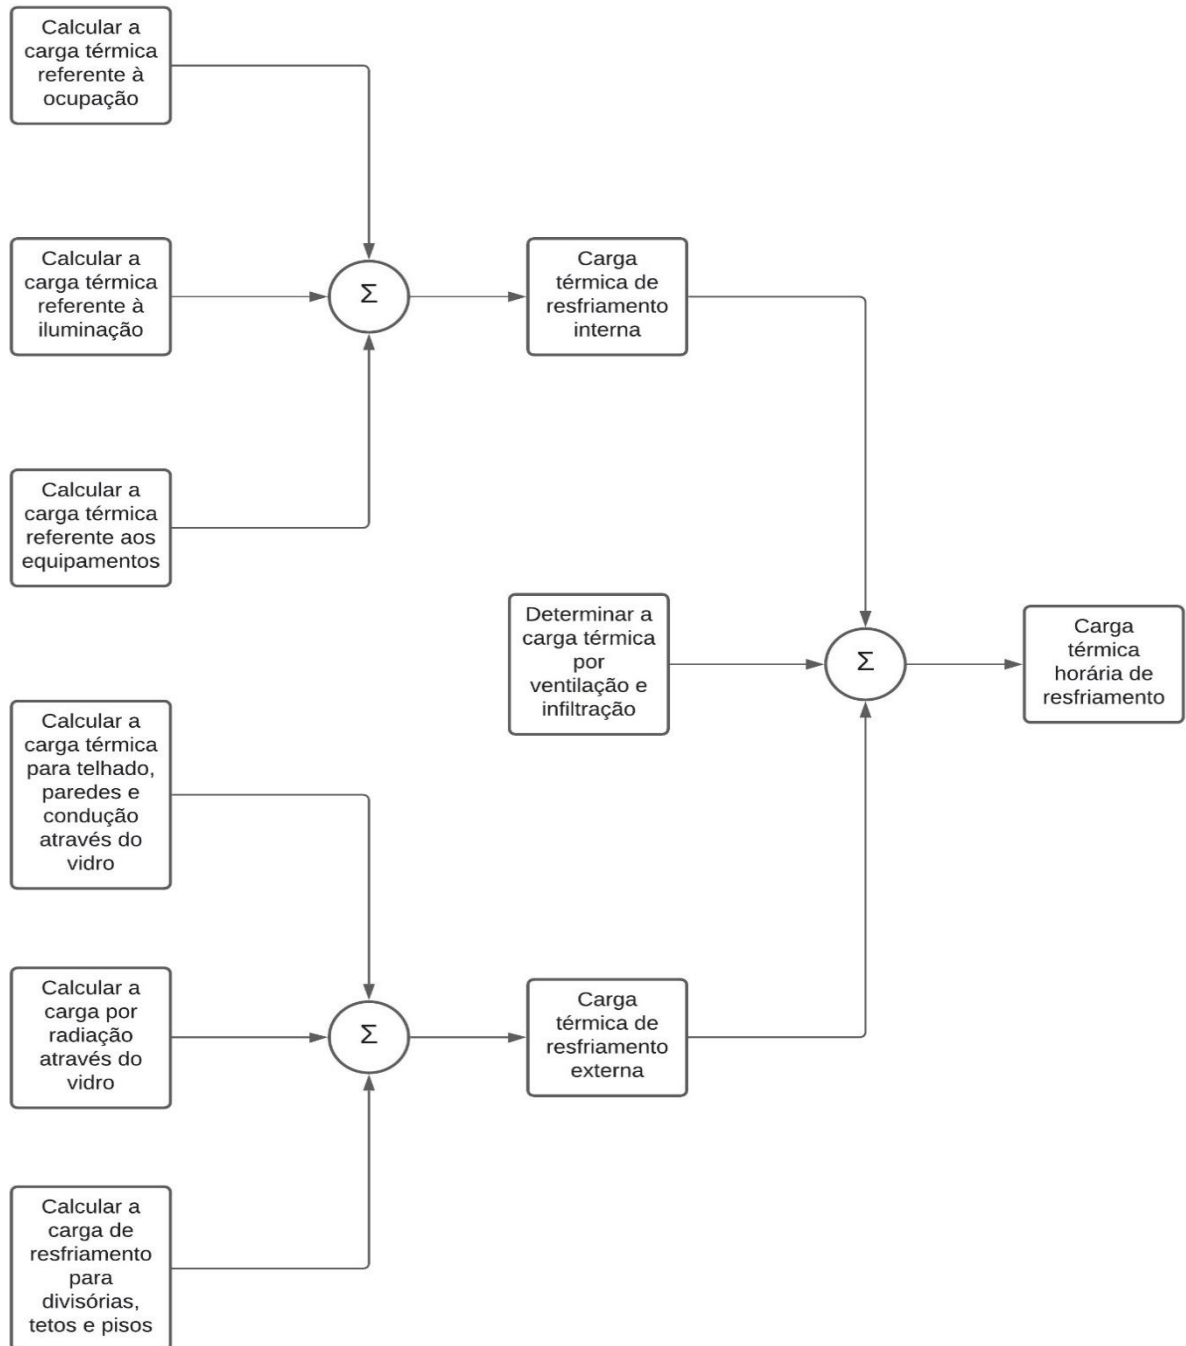 Calcular a
carga térmica
referente à
ocupação
Calcular a
carga térmica
referente à
iluminação
Σ
Carga
térmica de
resfriamento
interna
Calcular a
carga térmica
referente aos
equipamentos
Determinar a
carga térmica
por
ventilação e
infiltração
Σ
Carga
térmica
horária de
resfriamento
Calcular a
carga térmica
para telhado,
paredes e
condução
através do
vidro
Calcular a
carga por
radiação
através do
vidro
Σ
Carga
térmica de
resfriamento
externa
Calcular a
carga de
resfriamento
para
divisórias,
tetos e pisos